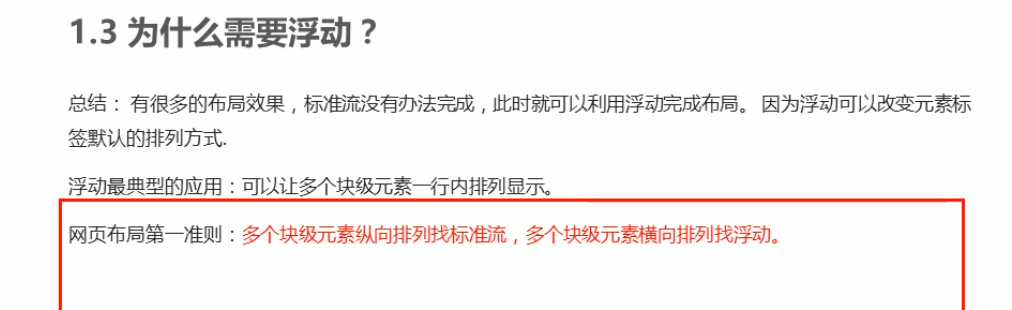 1.3 为什么需要浮动？
总结： 有很多的布局效果，标准流没有办法完成，此时就可以利用浮动完成布局。 因为浮动可以改变元素标
签默认的排列方式.
浮动最典型的应用：可以让多个块级元素一行内排列显示。
网页布局第一准则：多个块级元素纵向排列找标准流，多个块级元素横向排列找浮动。